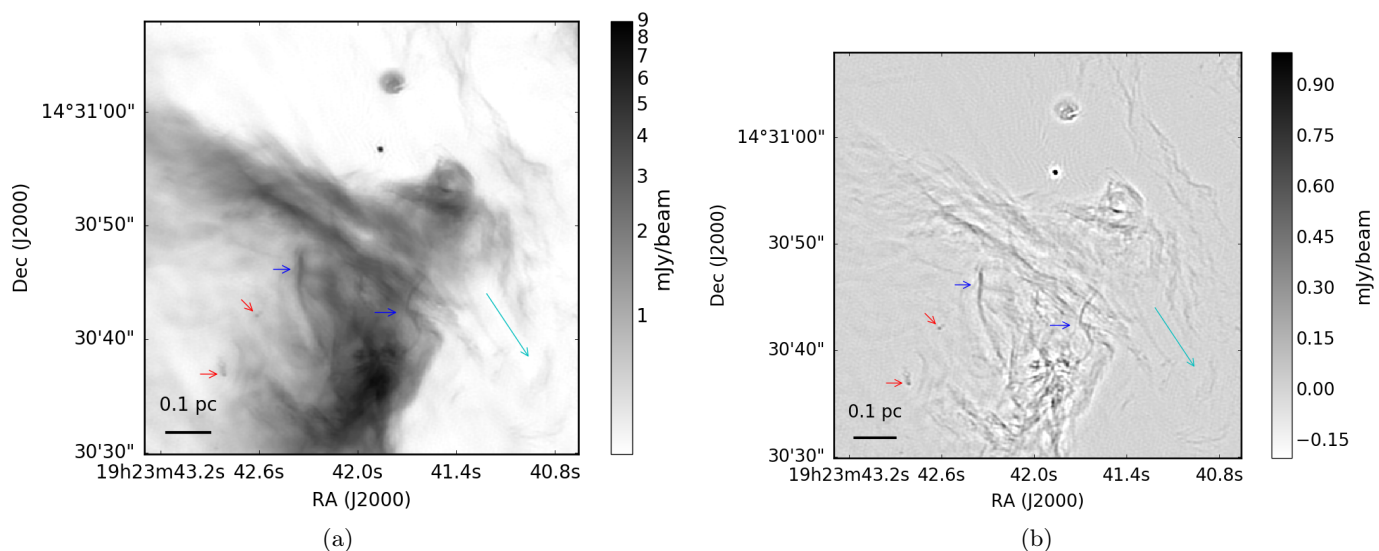 9
8
7
6
5
4
3
2
1
mJy/beam
14°31'00"
30'50"
30'40"
30'30"
Dec (J2000)
0.1 pc
19h23m43.2s 42.6s 42.0s 41.4s 40.8s
RA (J2000)
(a)
0.90
0.75
0.60
0.45
0.30
0.15
0.00
−0.15
mJy/beam
14°31'00"
30'50"
30'40"
30'30"
Dec (J2000)
0.1 pc
19h23m43.2s 42.6s 42.0s 41.4s 40.8s
RA (J2000)
(b)